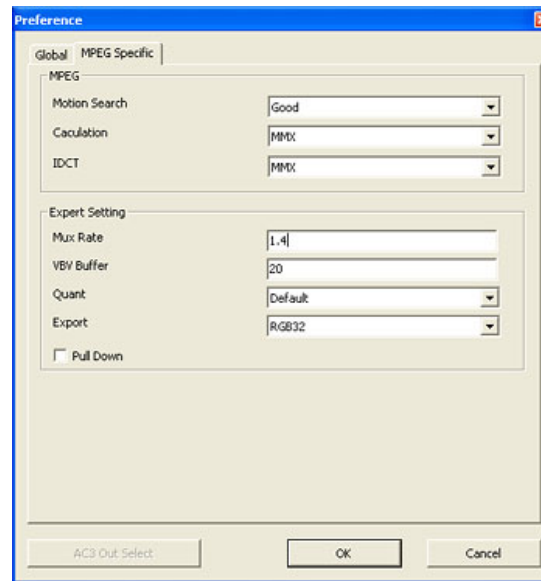 Preference
Global MPEG Specific
MPEG
Motion Search Good
Caculation MMX
IDCT MMX
Expert Setting
Mux Rate 1.4
VBV Buffer 20
Quant Default
Export RGB32
Pull Down
AC3 Out Select OK Cancel